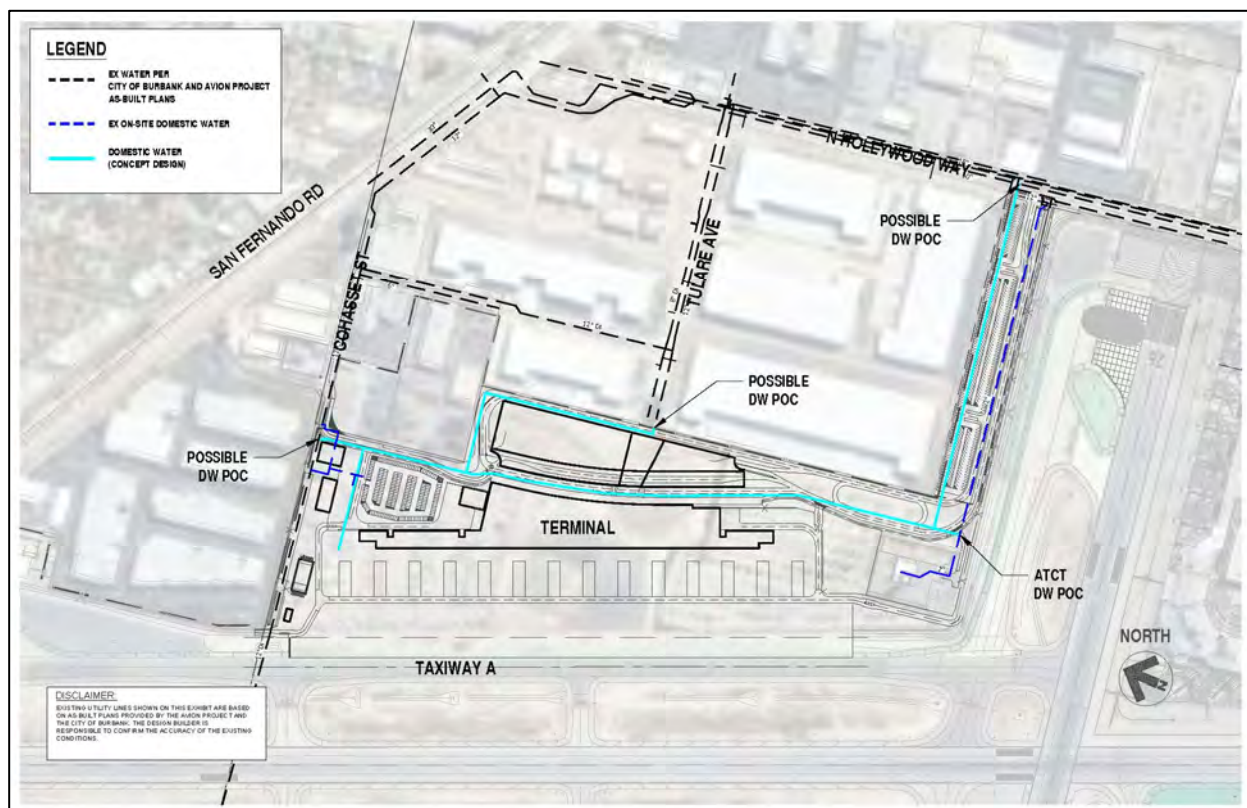 LEGEND
EX WATER PER
CITY OF BURBANK AND AVION PROJECT
AS-BUILT PLANS
EX ON-SITE DOMESTIC WATER
DOMESTIC WATER
(CONCEPT DESIGN)
SAN FERNANDO RD
COHASSET ST
TULARE AVE
N HOLLYWOOD WAY
POSSIBLE
DW POC
POSSIBLE
DW POC
POSSIBLE
DW POC
12" CA
TERMINAL
ATCT
DW POC
NORTH
TAXIWAY A
DISCLAIMER:
EXISTING UTILITY LINES SHOWN ON THIS EXHIBIT ARE BASED
ON AS-BUILT PLANS PROVIDED BY THE AVION PROJECT AND
THE CITY OF BURBANK. THE DESIGN BUILDER IS
RESPONSIBLE TO CONFIRM THE ACCURACY OF THE EXISTING
CONDITIONS.